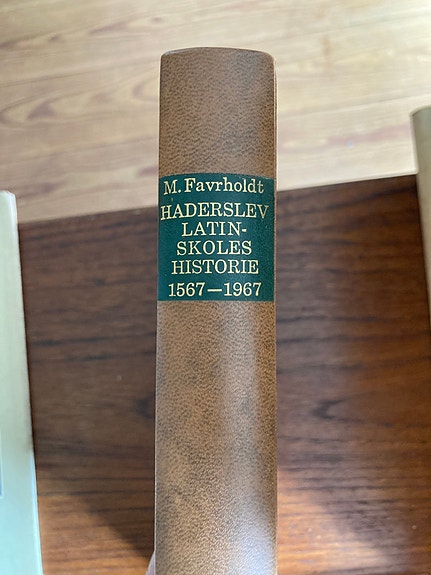 M. Favrholdt
HADERSLEV
LATIN-
SKOLES
HISTORIE
1567—1967